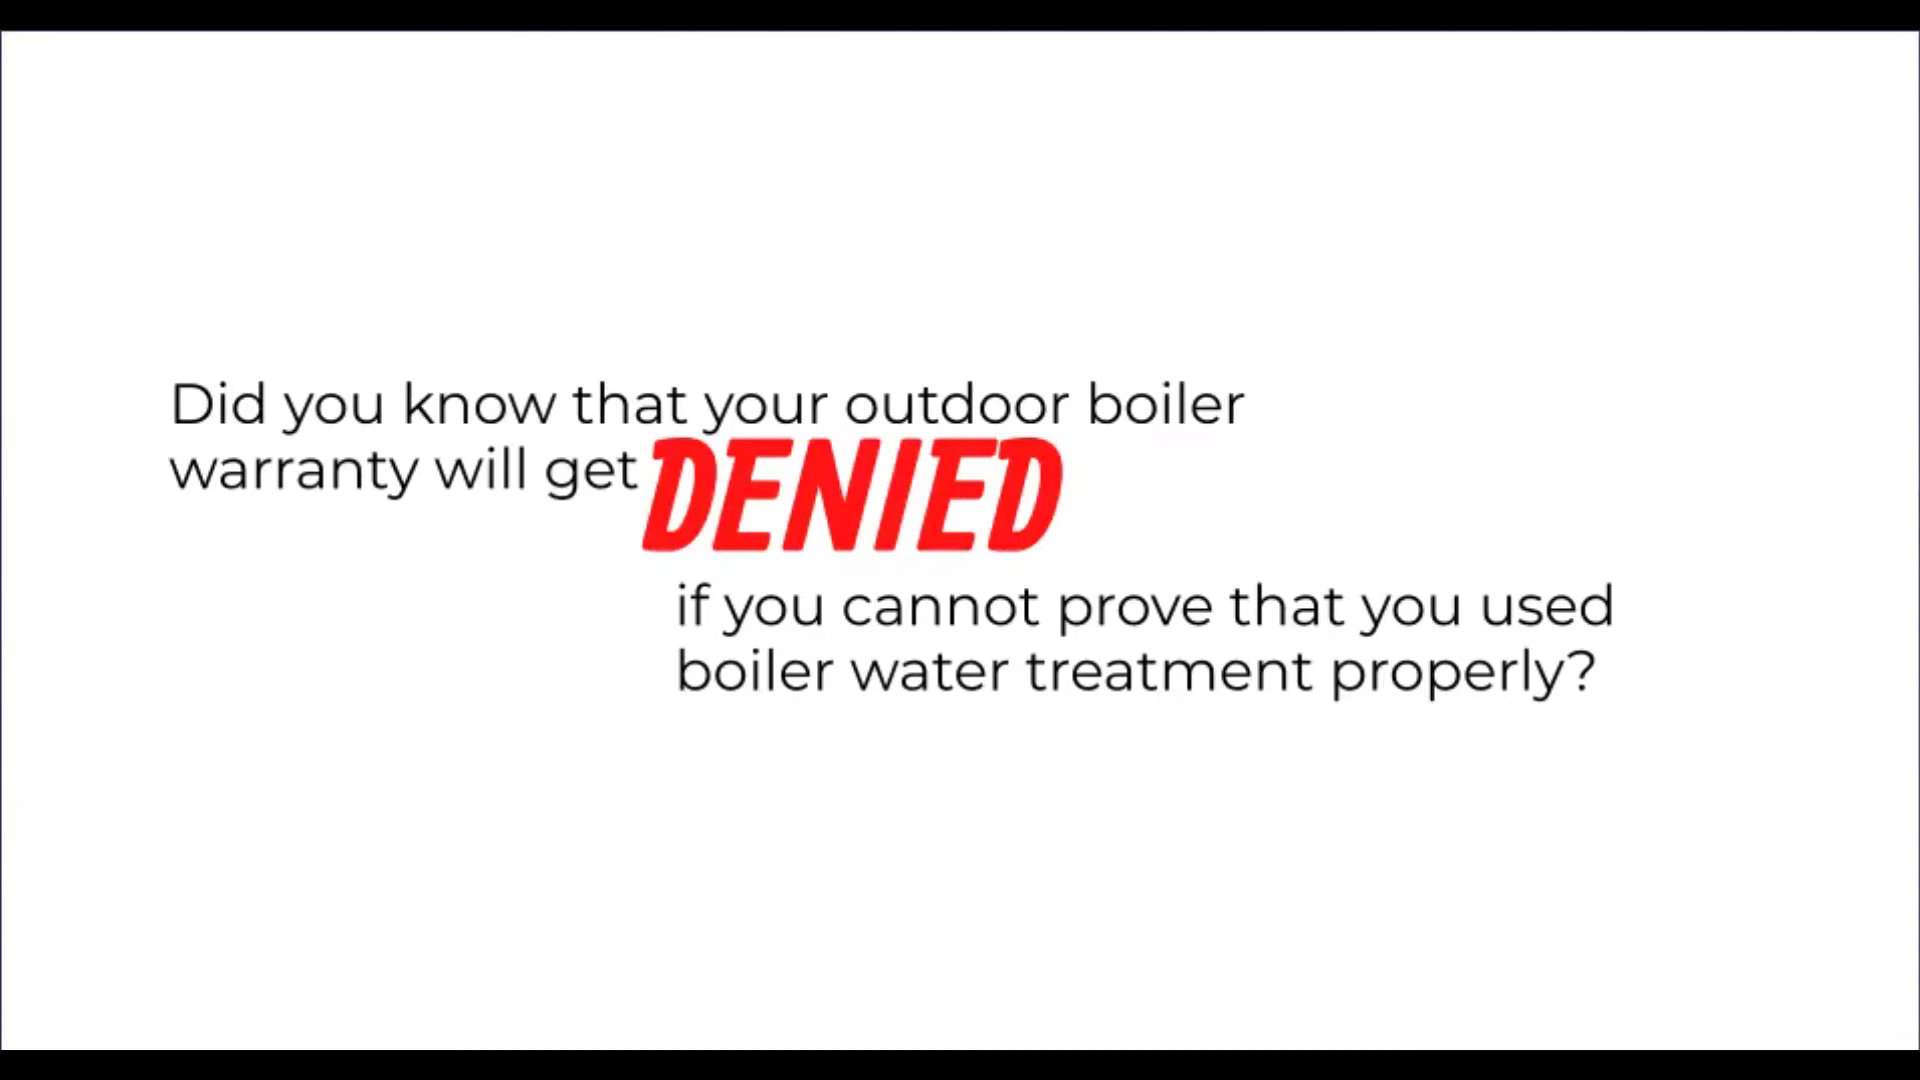 Did you know that your outdoor boiler
warranty will get DENIED
if you cannot prove that you used
boiler water treatment properly?